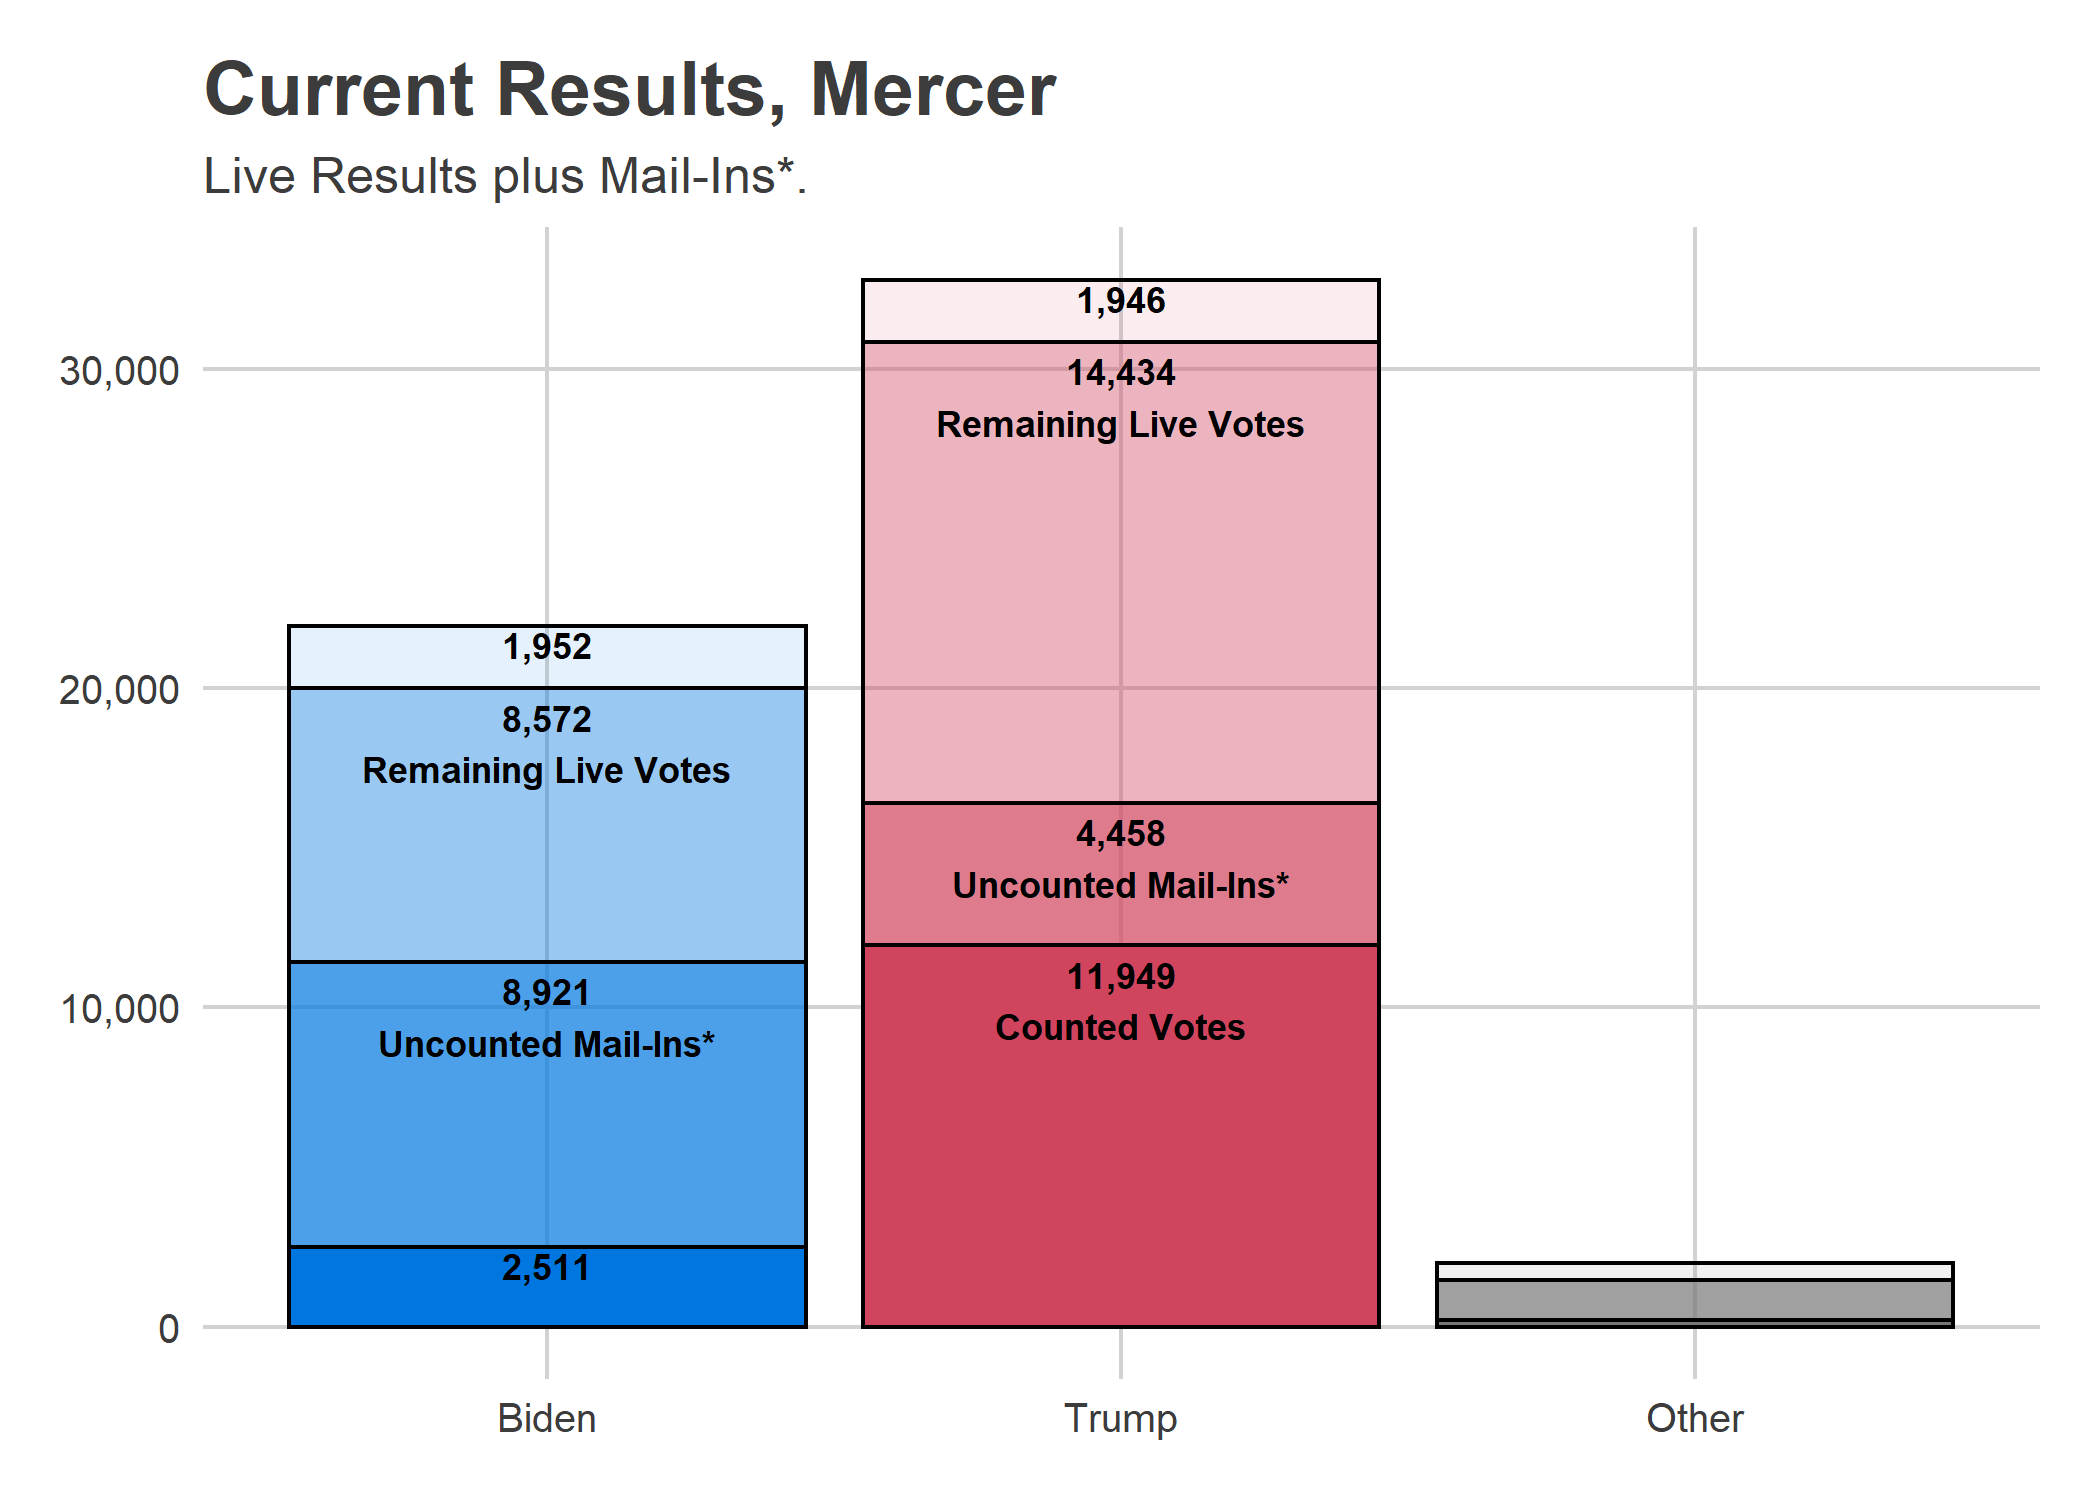 Current Results, Mercer
Live Results plus Mail-Ins*.
30,000
20,000
10,000
0
1,952
8,572
Remaining Live Votes
8,921
Uncounted Mail-Ins*
2,511
1,946
14,434
Remaining Live Votes
4,458
Uncounted Mail-Ins*
11,949
Counted Votes
Biden
Trump
Other